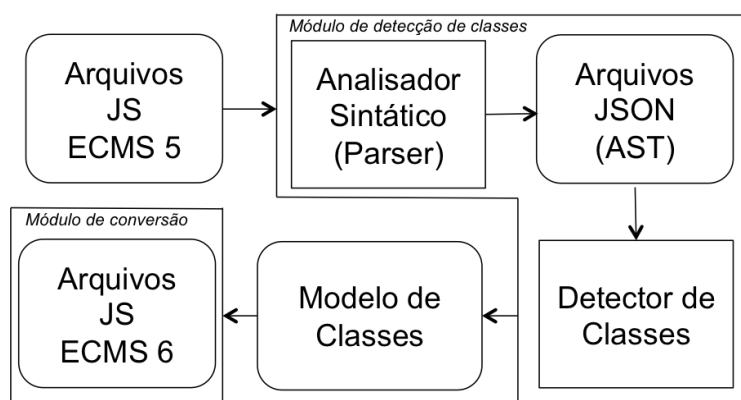 Módulo de detecção de classes
Arquivos
JS
ECMS 5
Analisador
Sintático
(Parser)
Arquivos
JSON
(AST)
Módulo de conversão
Arquivos
JS
ECMS 6
Modelo de
Classes
Detector de
Classes